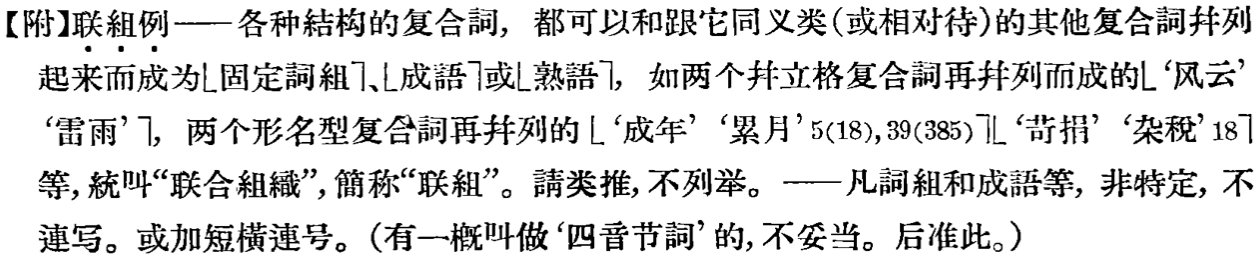 【附】联組例——各种結构的复合詞，都可以和跟它同义类(或相对待)的其他复合詞幷列
起来而成为⌊固定詞組⌉、⌊成語⌉或⌊熟語⌉，如两个幷立格复合詞再幷列而成的⌊‘风云’
‘雷雨’⌉，两个形名型复合詞再幷列的⌊‘成年’‘累月’5(18),39(385)⌉⌊‘苛捐’‘杂稅’18⌉
等，統叫“联合組織”，簡称“联組”。請类推，不列举。——凡詞組和成語等，非特定，不
連写。或加短橫連号。(有一概叫做‘四音节詞’的，不妥当。后准此。)